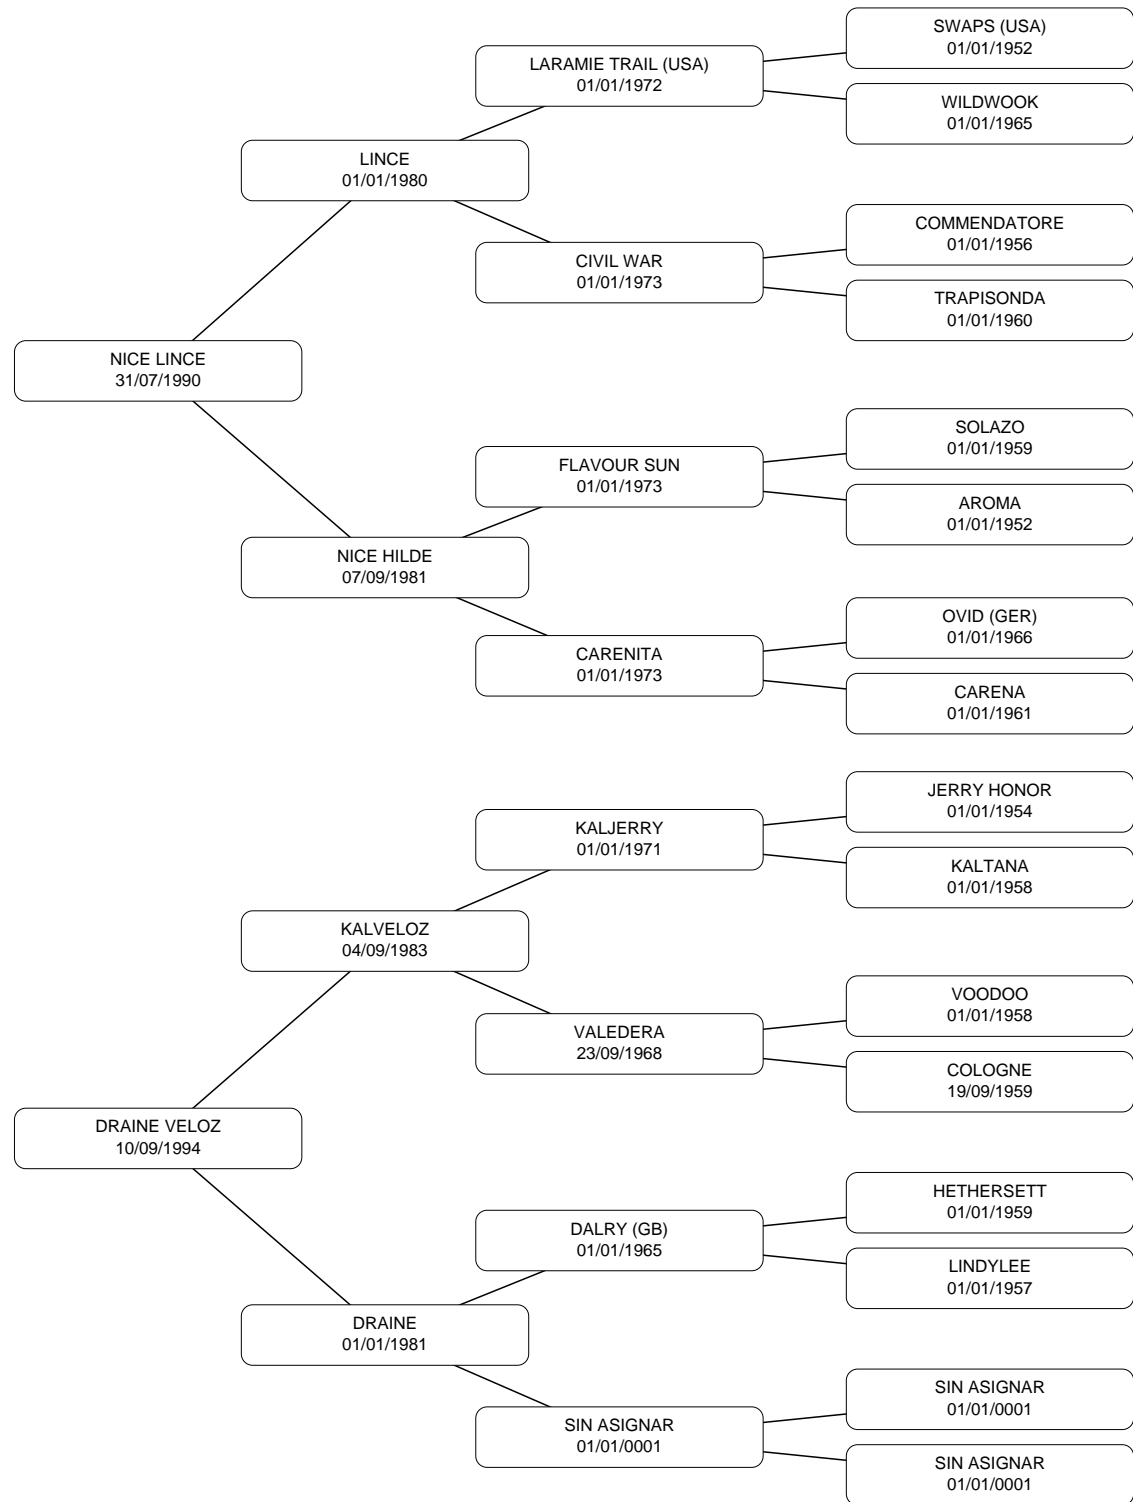 SWAPS (USA)
01/01/1952
LARAMIE TRAIL (USA)
01/01/1972
WILDWOOK
01/01/1965
LINCE
01/01/1980
COMMENDATORE
01/01/1956
CIVIL WAR
01/01/1973
TRAPISONDA
01/01/1960
NICE LINCE
31/07/1990
SOLAZO
01/01/1959
FLAVOUR SUN
01/01/1973
AROMA
01/01/1952
NICE HILDE
07/09/1981
OVID (GER)
01/01/1966
CARENITA
01/01/1973
CARENA
01/01/1961
JERRY HONOR
01/01/1954
KALJERRY
01/01/1971
KALTANA
01/01/1958
KALVELOZ
04/09/1983
VOODOO
01/01/1958
VALEDERA
23/09/1968
COLOGNE
19/09/1959
DRAINE VELOZ
10/09/1994
HETHERSETT
01/01/1959
DALRY (GB)
01/01/1965
LINDYLEE
01/01/1957
DRAINE
01/01/1981
SIN ASIGNAR
01/01/0001
SIN ASIGNAR
01/01/0001
SIN ASIGNAR
01/01/0001